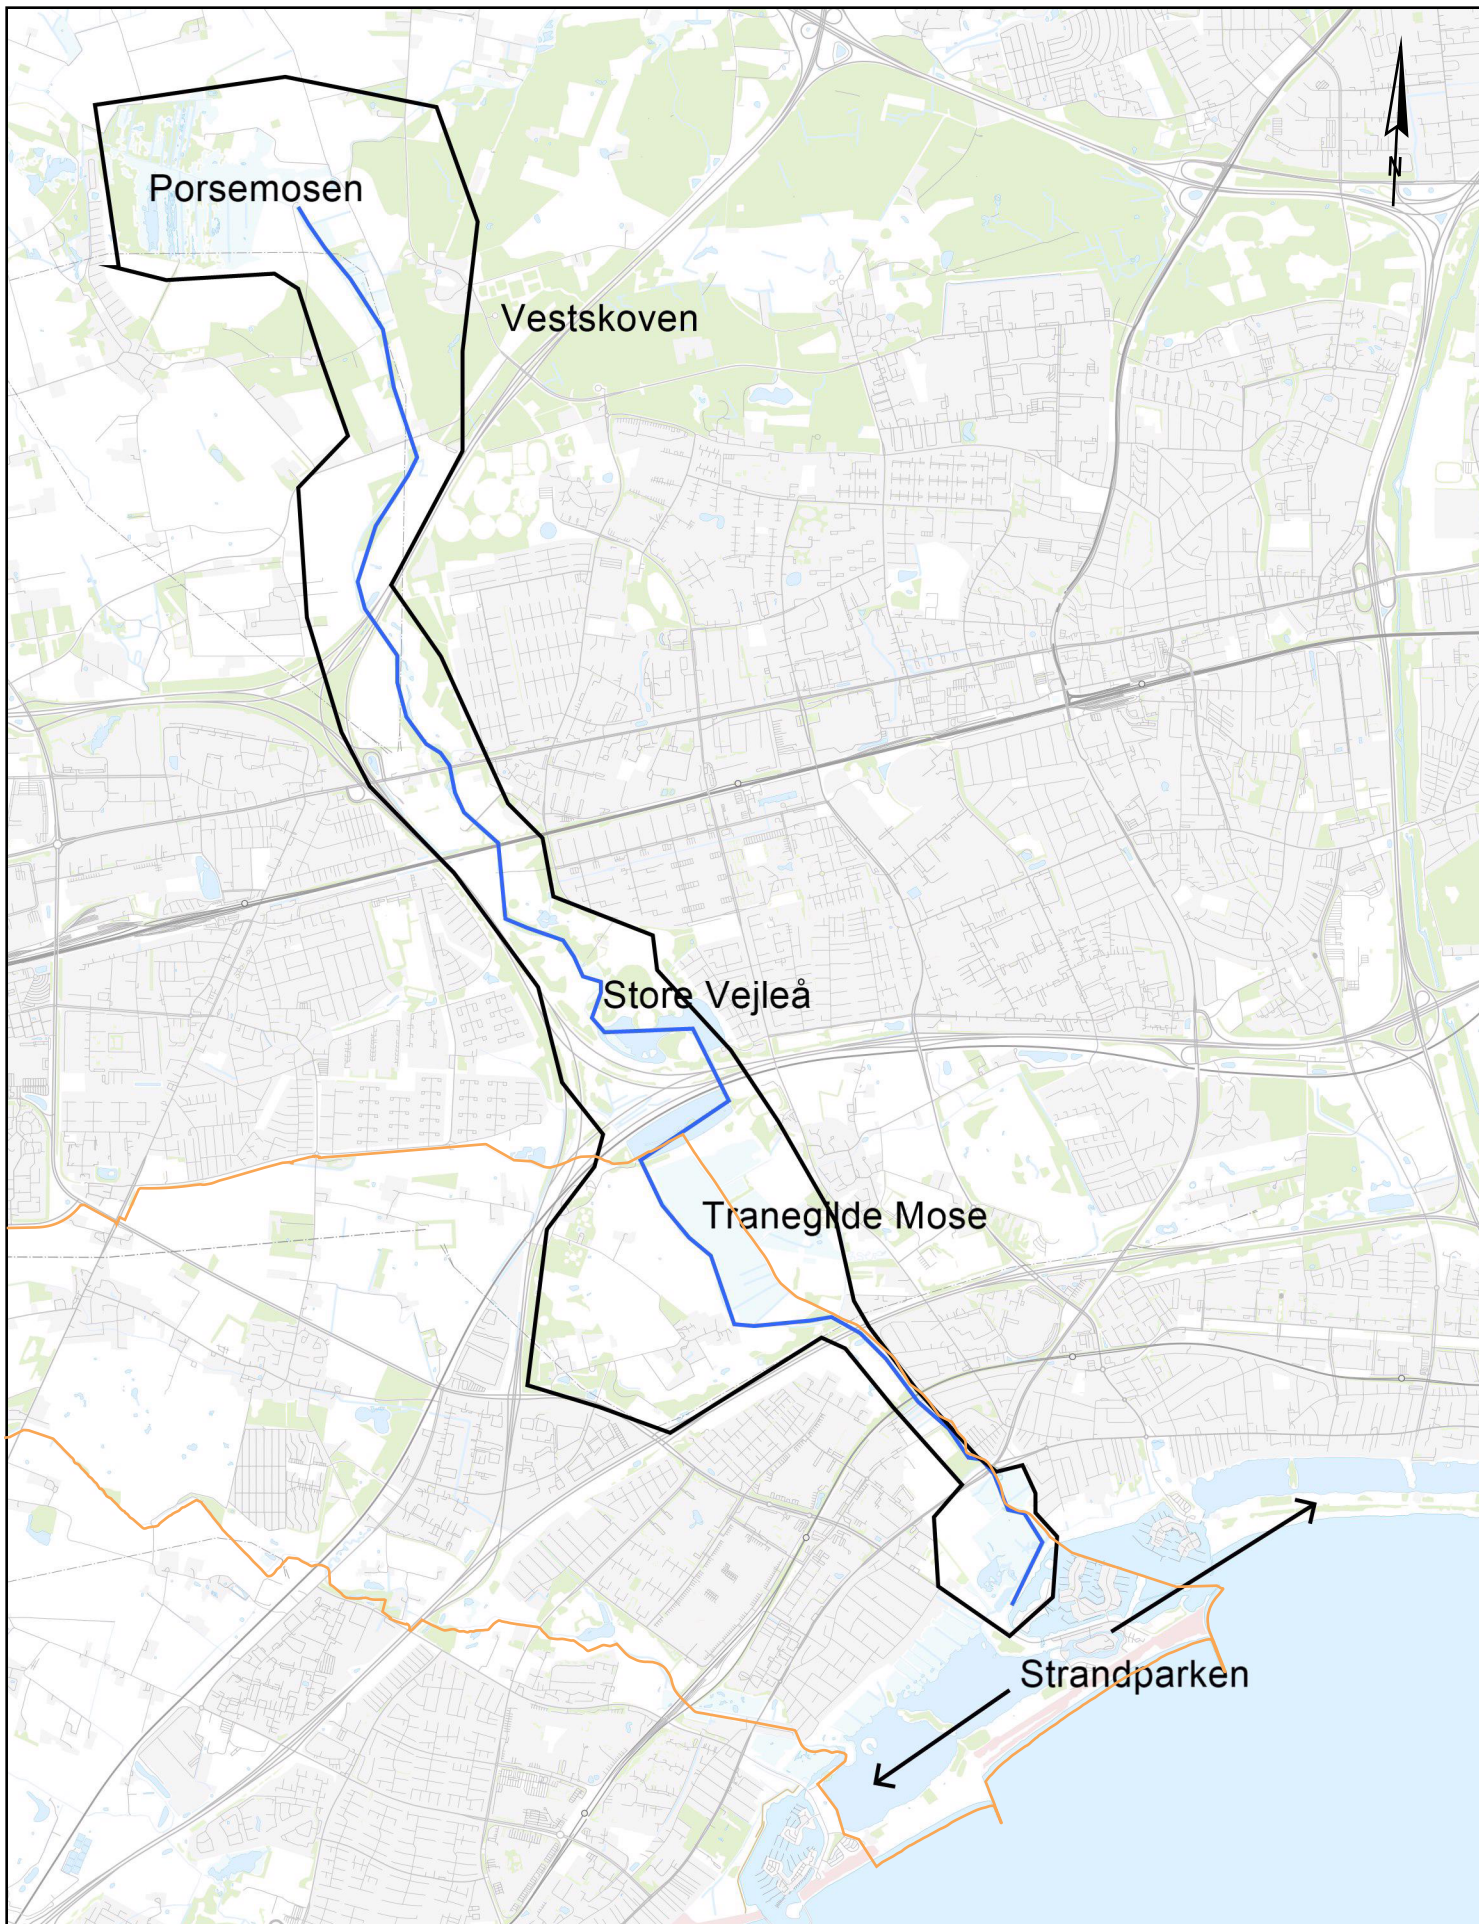 N
Porsemosen
Vestskoven
Store Vejleå
Tranegilde Mose
Strandparken